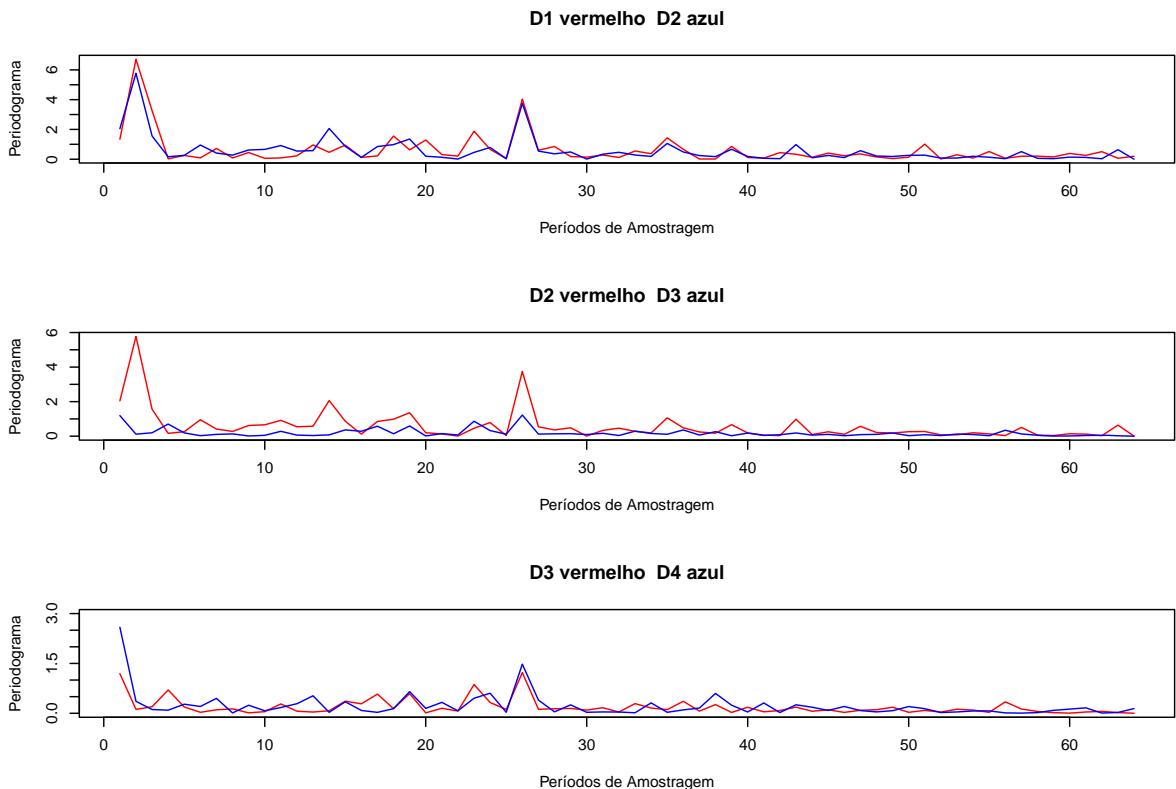 D1 vermelho D2 azul
Periodograma
0 2 4 6
0 10 20 30 40 50 60
Períodos de Amostragem
D2 vermelho D3 azul
Periodograma
0 2 4 6
0 10 20 30 40 50 60
Períodos de Amostragem
D3 vermelho D4 azul
Periodograma
0.0 1.5 3.0
0 10 20 30 40 50 60
Períodos de Amostragem